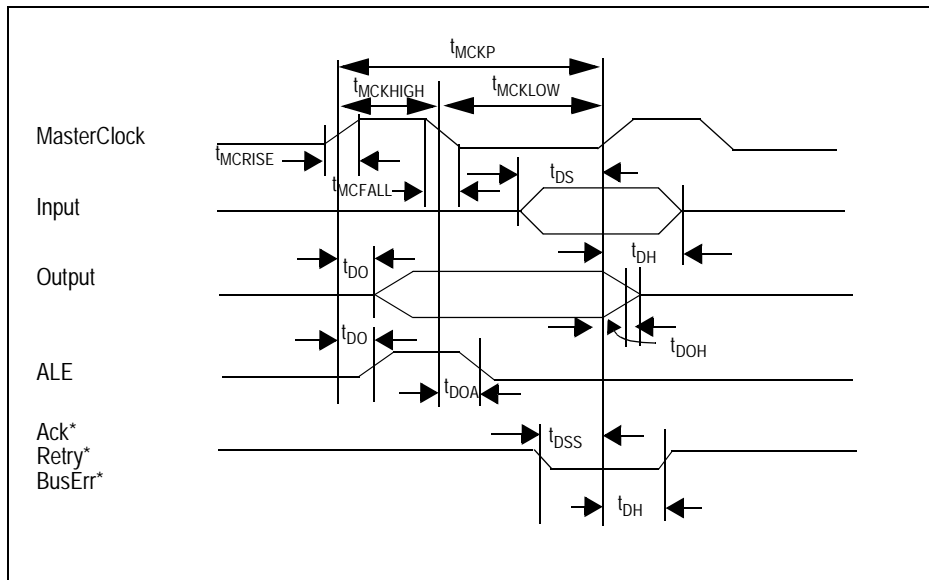 tMCKP
tMCKHIGH
tMCKLOW
MasterClock
tMCRISE
tMCFALL
tDS
Input
tDH
Output
tDO
tDOH
tDO
ALE
tDOA
Ack*
Retry*
BusErr*
tDSS
tDH